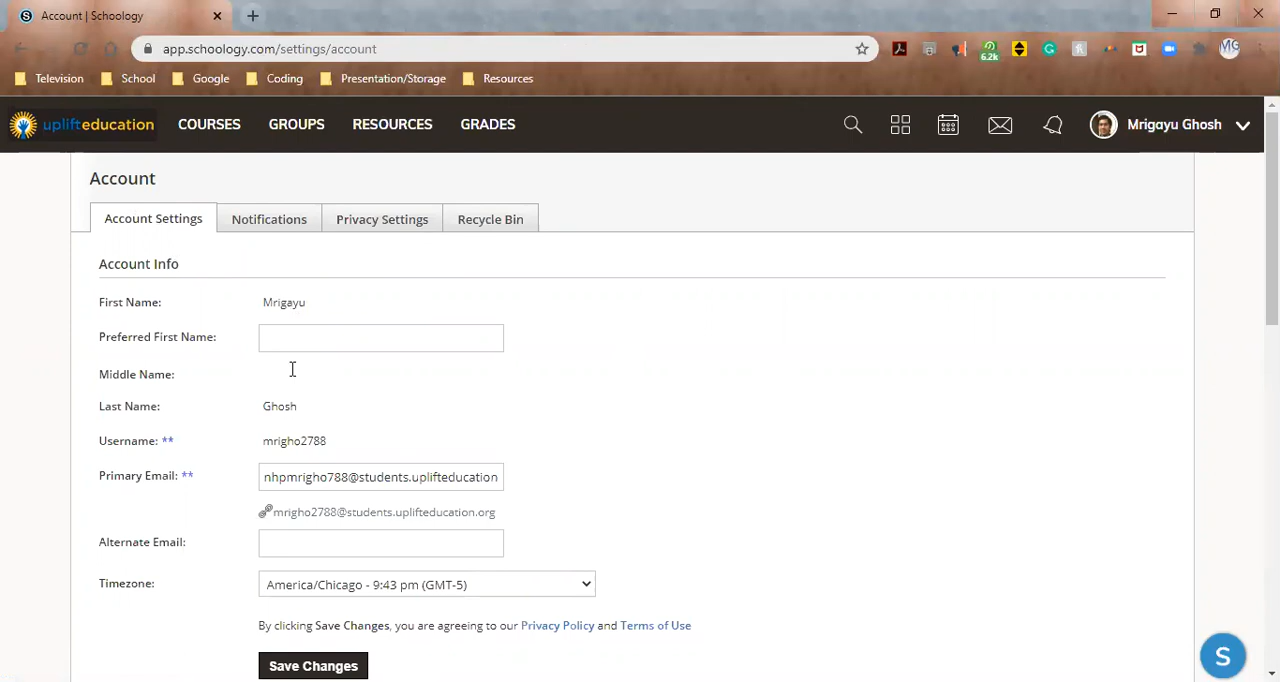 Account | Schoology
app.schoology.com/settings/account
6.2k
MG
Television School Google Coding Presentation/Storage Resources
uplifteducation COURSES GROUPS RESOURCES GRADES Mrigayu Ghosh
Account
Account Settings Notifications Privacy Settings Recycle Bin
Account Info
First Name: Mrigayu
Preferred First Name:
Middle Name:
Last Name: Ghosh
Username: ** mrigho2788
Primary Email: ** nhpmrigho788@students.uplifteducation
mrigho2788@students.uplifteducation.org
Alternate Email:
Timezone: America/Chicago - 9:43 pm (GMT-5)
By clicking Save Changes, you are agreeing to our Privacy Policy and Terms of Use
Save Changes
S